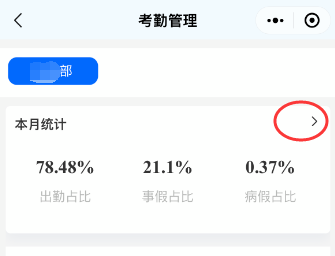 考勤管理
部
本月统计
78.48% 21.1% 0.37%
出勤占比 事假占比 病假占比